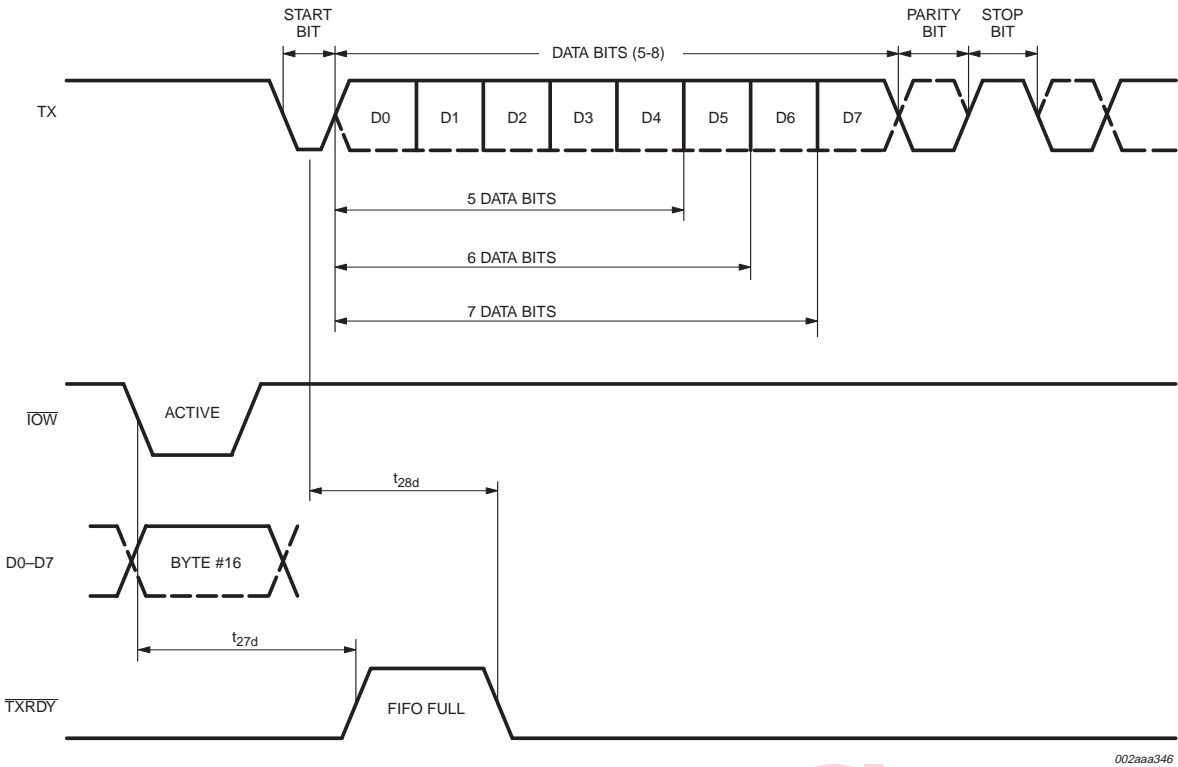 START
BIT
DATA BITS (5-8)
PARITY
BIT
STOP
BIT
TX
D0
D1
D2
D3
D4
D5
D6
D7
5 DATA BITS
6 DATA BITS
7 DATA BITS
IOW
ACTIVE
t28d
D0–D7
BYTE #16
t27d
TXRDY
FIFO FULL
002aaa346